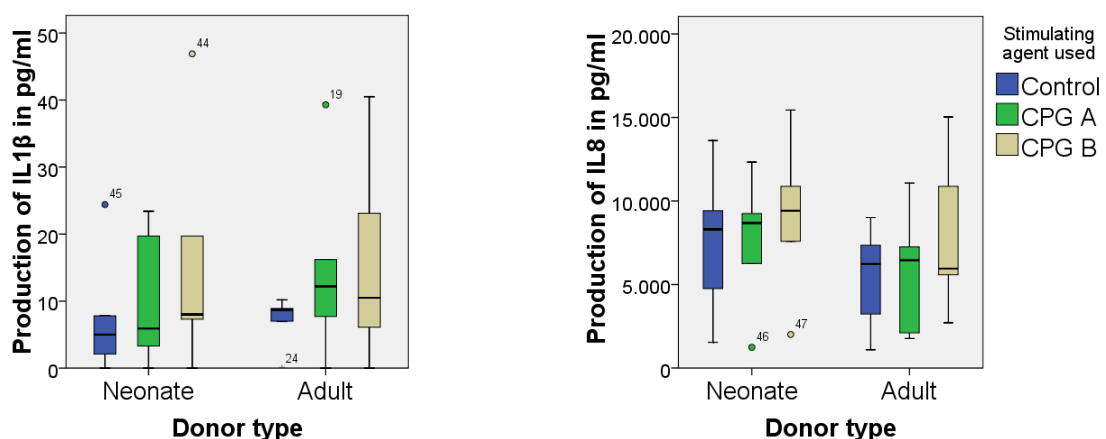 Production of IL1β in pg/ml
50
40
30
20
10
0
45
44
24
19
Neonate
Adult
Donor type
Production of IL8 in pg/ml
20.000
15.000
10.000
5.000
0
46
47
Neonate
Adult
Donor type
Stimulating
agent used
Control
CPG A
CPG B